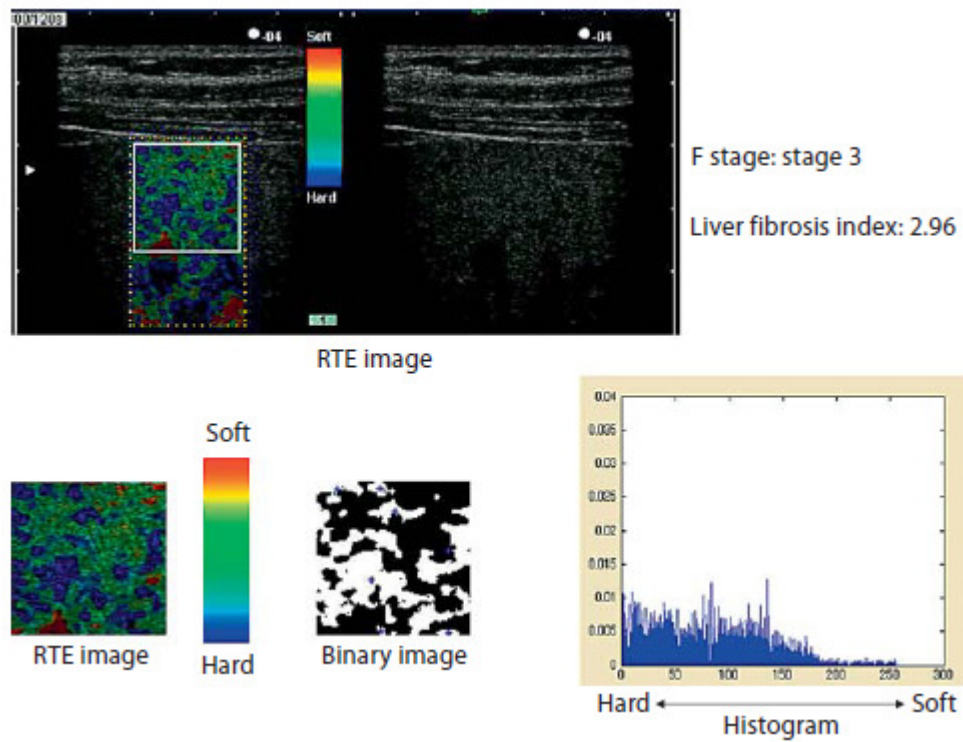 -04
-04
Soft
Hard
F stage: stage 3
Liver fibrosis index: 2.96
RTE image
Soft
Hard
RTE image
Binary image
0.04
0.035
0.03
0.025
0.02
0.015
0.01
0.005
0
0 50 100 150 200 250 300
Hard Soft
Histogram